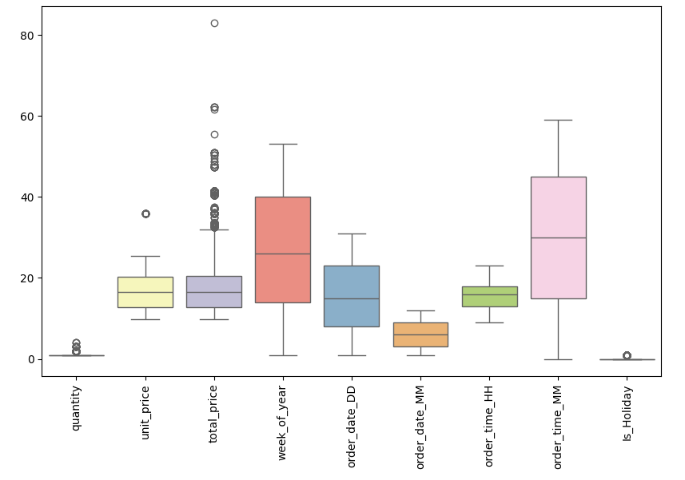 80
60
40
20
0
quantity
unit_price
total_price
week_of_year
order_date_DD
order_date_MM
order_time_HH
order_time_MM
Is_Holiday